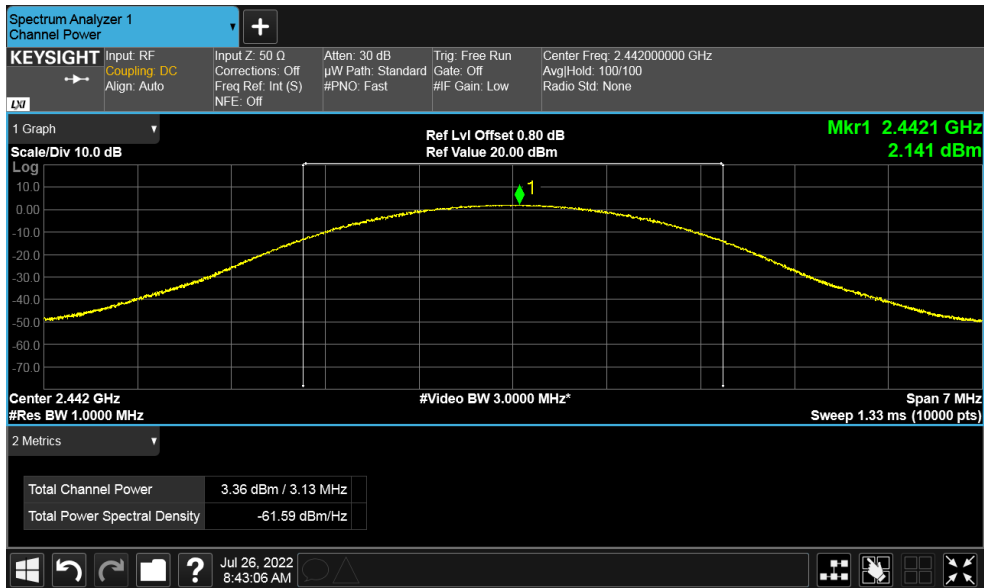 Spectrum Analyzer 1
Channel Power
+
KEYSIGHT
LXI
Input: RF
Coupling: DC
Align: Auto
Input Z: 50 Ω
Corrections: Off
Freq Ref: Int (S)
NFE: Off
Atten: 30 dB
µW Path: Standard
#PNO: Fast
Trig: Free Run
Gate: Off
#IF Gain: Low
Center Freq: 2.442000000 GHz
Avg|Hold: 100/100
Radio Std: None
1 Graph
Scale/Div 10.0 dB
Ref Lvl Offset 0.80 dB
Ref Value 20.00 dBm
Mkr1 2.4421 GHz
2.141 dBm
Log
10.0
0.00
-10.0
-20.0
-30.0
-40.0
-50.0
-60.0
-70.0
1
Center 2.442 GHz
#Res BW 1.0000 MHz
#Video BW 3.0000 MHz*
Span 7 MHz
Sweep 1.33 ms (10000 pts)
2 Metrics
Total Channel Power 3.36 dBm / 3.13 MHz
Total Power Spectral Density -61.59 dBm/Hz
?
Jul 26, 2022
8:43:06 AM